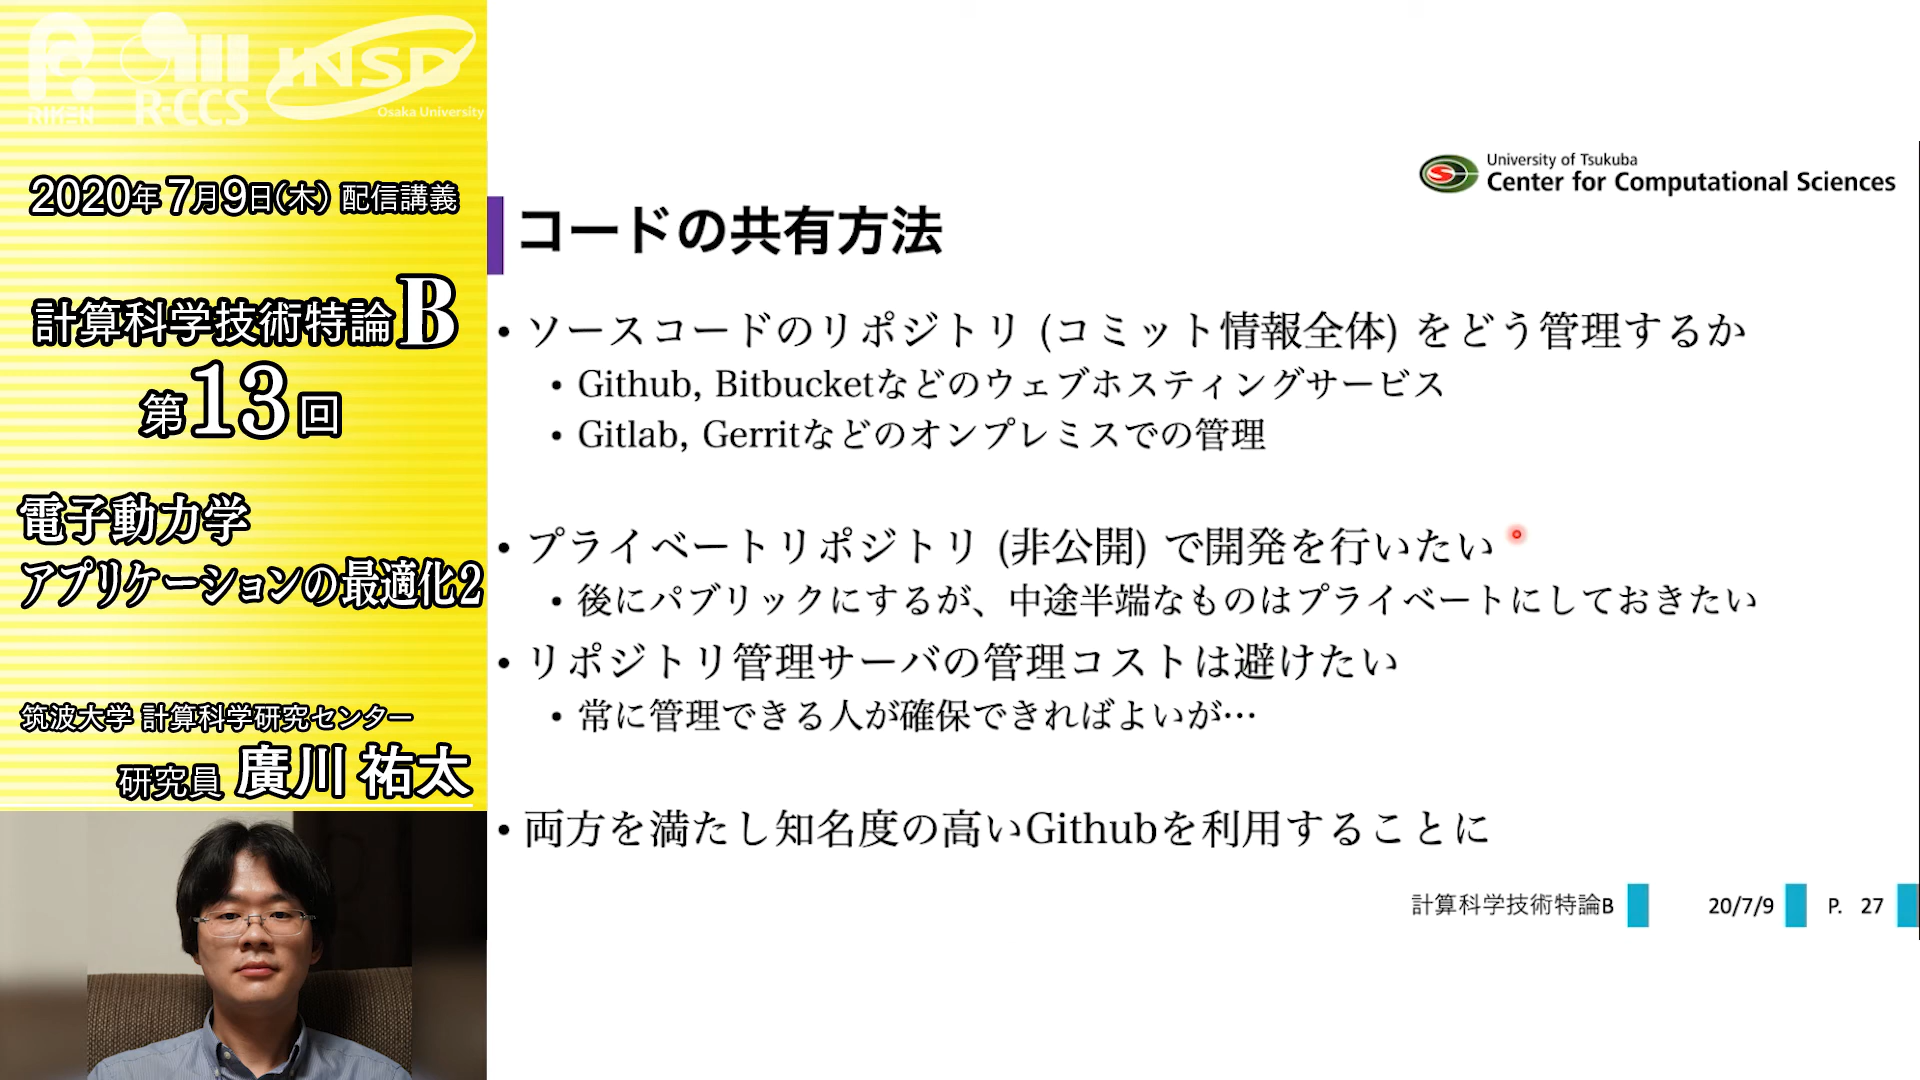 RIKEN
R-CCS
INSD
Osaka University
2020年7月9日(木) 配信講義
計算科学技術特論B
第13回
電子動力学
アプリケーションの最適化2
筑波大学 計算科学研究センター
研究員 廣川 祐太
University of Tsukuba
Center for Computational Sciences
コードの共有方法
• ソースコードのリポジトリ (コミット情報全体) をどう管理するか
• Github, Bitbucketなどのウェブホスティングサービス
• Gitlab, Gerritなどのオンプレミスでの管理
• プライベートリポジトリ (非公開) で開発を行いたい
• 後にパブリックにするが、中途半端なものはプライベートにしておきたい
• リポジトリ管理サーバの管理コストは避けたい
• 常に管理できる人が確保できればよいが…
• 両方を満たし知名度の高いGithubを利用することに
計算科学技術特論B 20/7/9 P. 27